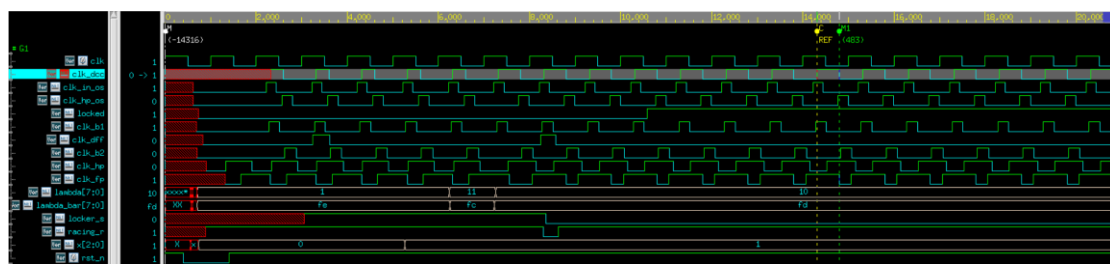 0 2,000 4,000 6,000 8,000 10,000 12,000 14,000 16,000 18,000 20,000
M C M1
(-14316) REF (483)
G1
clk 1
clk_dcc 0 -> 1
clk_in_os 1
clk_hp_os 0
locked 1
clk_b1 1
clk_dff 0
clk_b2 0
clk_hp 0
clk_fp 1
lambda[7:0] 10 xxxx* 1 11 10
lambda_bar[7:0] fd XX fe fc fd
locker_s 0
racing_r 1
x[2:0] 1 X x 0 1
rst_n 1